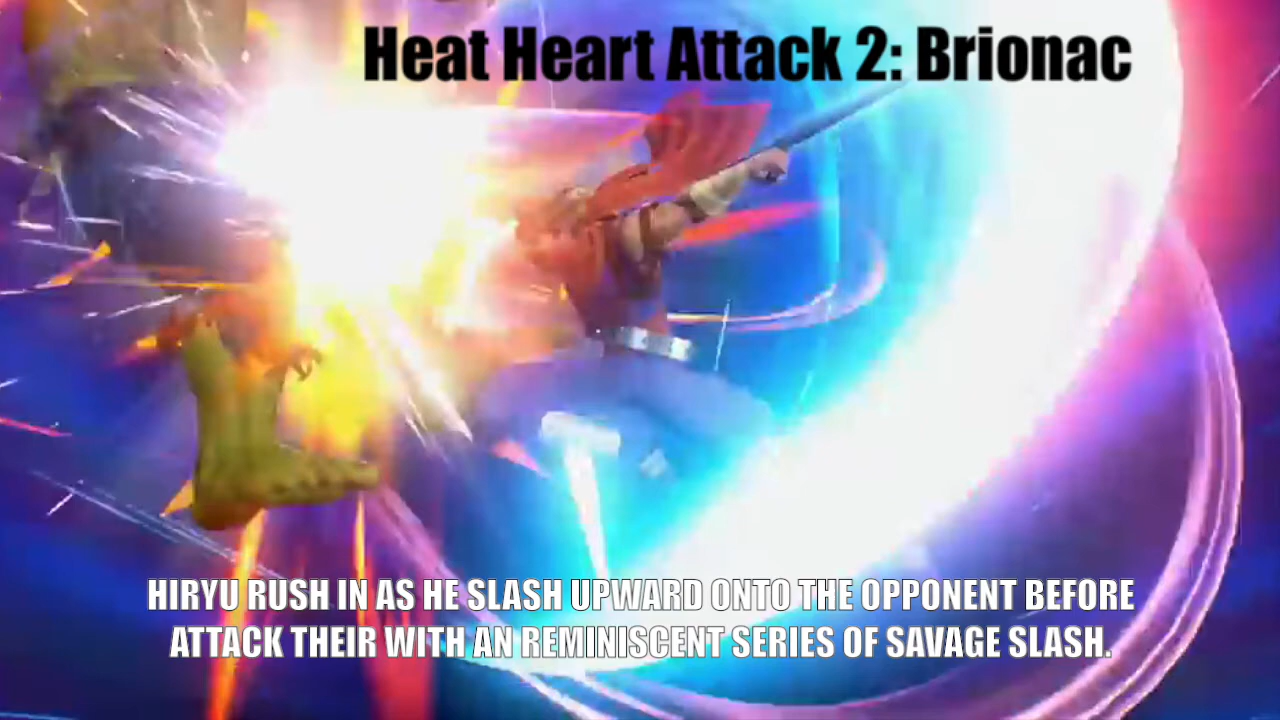 Heat Heart Attack 2: Brionac
HIRYU RUSH IN AS HE SLASH UPWARD ONTO THE OPPONENT BEFORE
ATTACK THEIR WITH AN REMINISCENT SERIES OF SAVAGE SLASH.